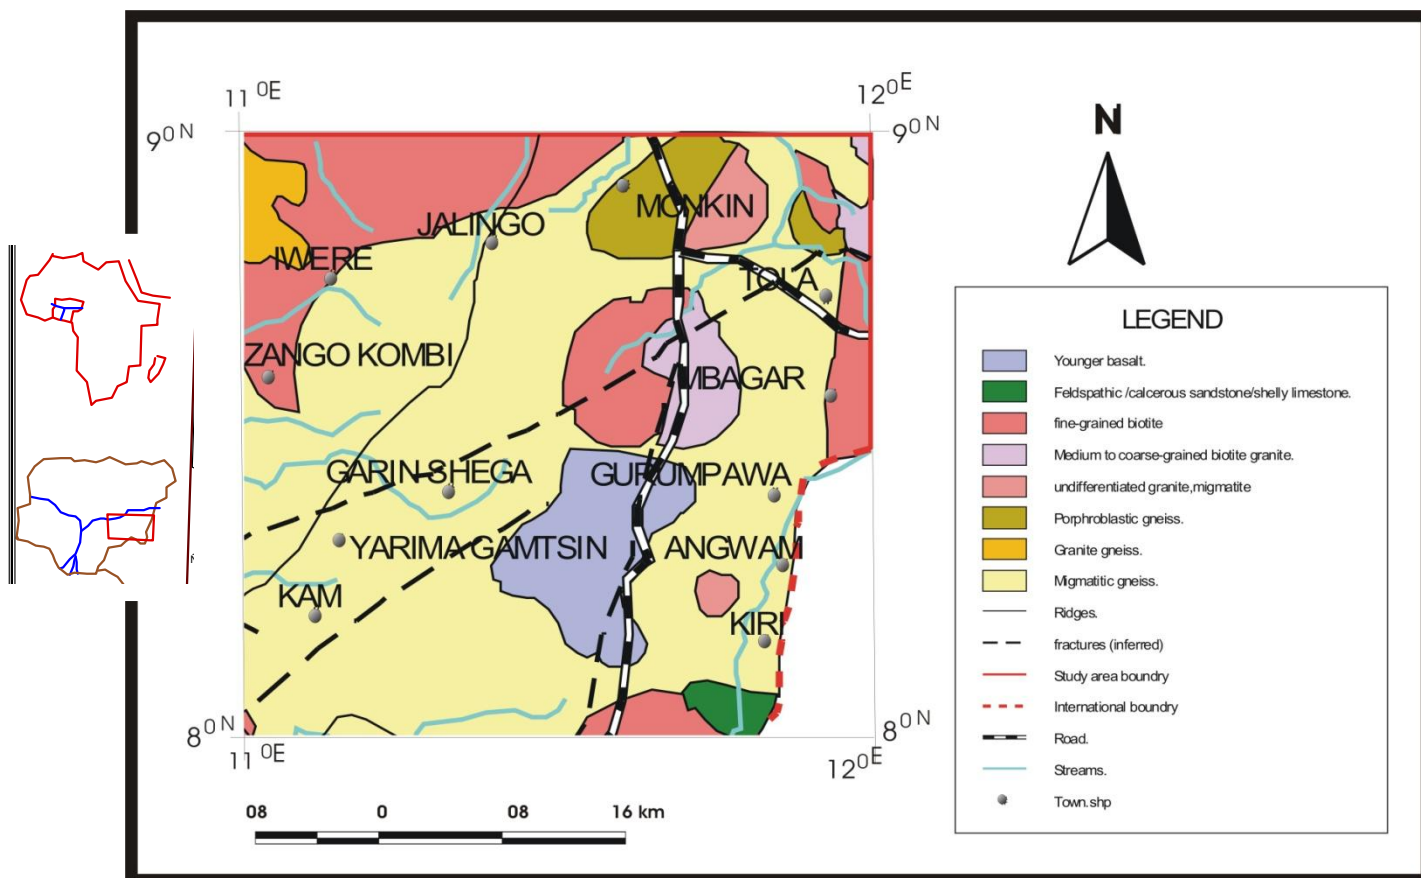 11 0E
12 0E
9 0 N
9 0 N
N
MONKIN
JALINGO
IWERE
TOLA
ZANGO KOMBI
MBAGAR
GARIN SHEGA
GURUMPAWA
YARIMA GAMTSIN
ANGWAM
KAM
KIRI
8 0 N
8 0 N
11 0E
12 0E
08 0 08 16 km
LEGEND
Younger basalt.
Feldspathic /calcerous sandstone/shelly limestone.
fine-grained biotite
Medium to coarse-grained biotite granite.
undifferentiated granite,migmatite
Porphroblastic gneiss.
Granite gneiss.
Migmatitic gneiss.
Ridges.
fractures (inferred)
Study area boundry
International boundry
Road.
Streams.
Town.shp